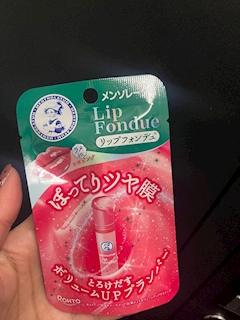 メンソレー
Lip
Fondue
リップフォンデュ
ぽってりツヤ膜
とろけだす
ボリュームUPプランパー
ROHTO